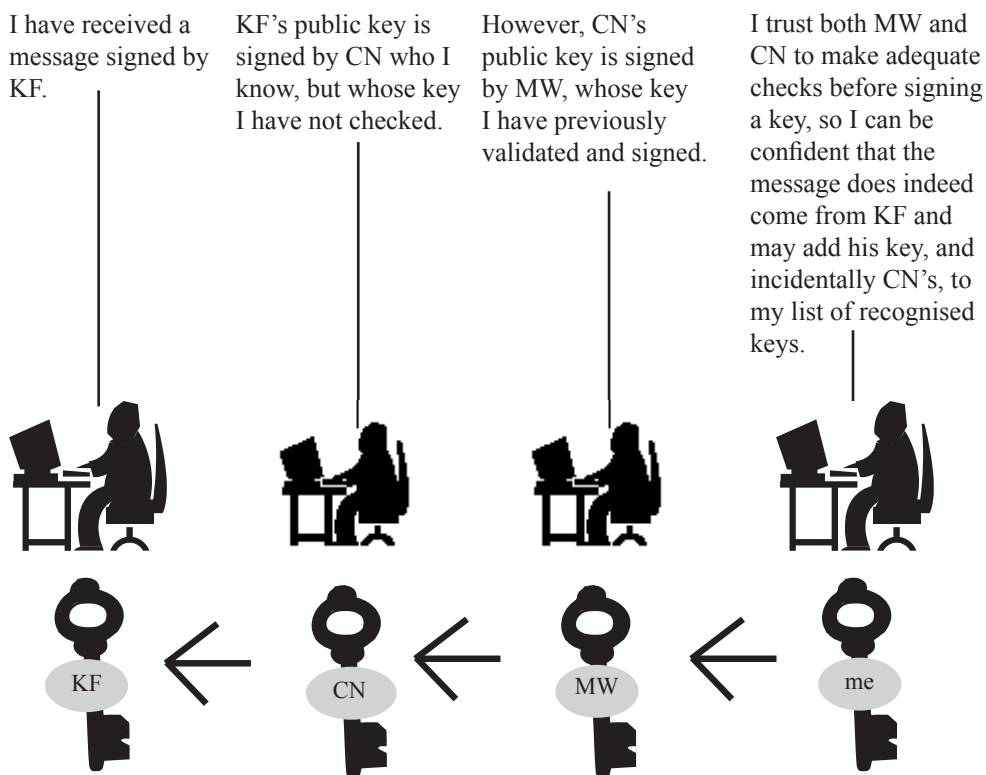 I have received a
message signed by
KF.
KF's public key is
signed by CN who I
know, but whose key
I have not checked.
However, CN's
public key is signed
by MW, whose key
I have previously
validated and signed.
I trust both MW and
CN to make adequate
checks before signing
a key, so I can be
confident that the
message does indeed
come from KF and
may add his key, and
incidentally CN's, to
my list of recognised
keys.
KF
CN
MW
me